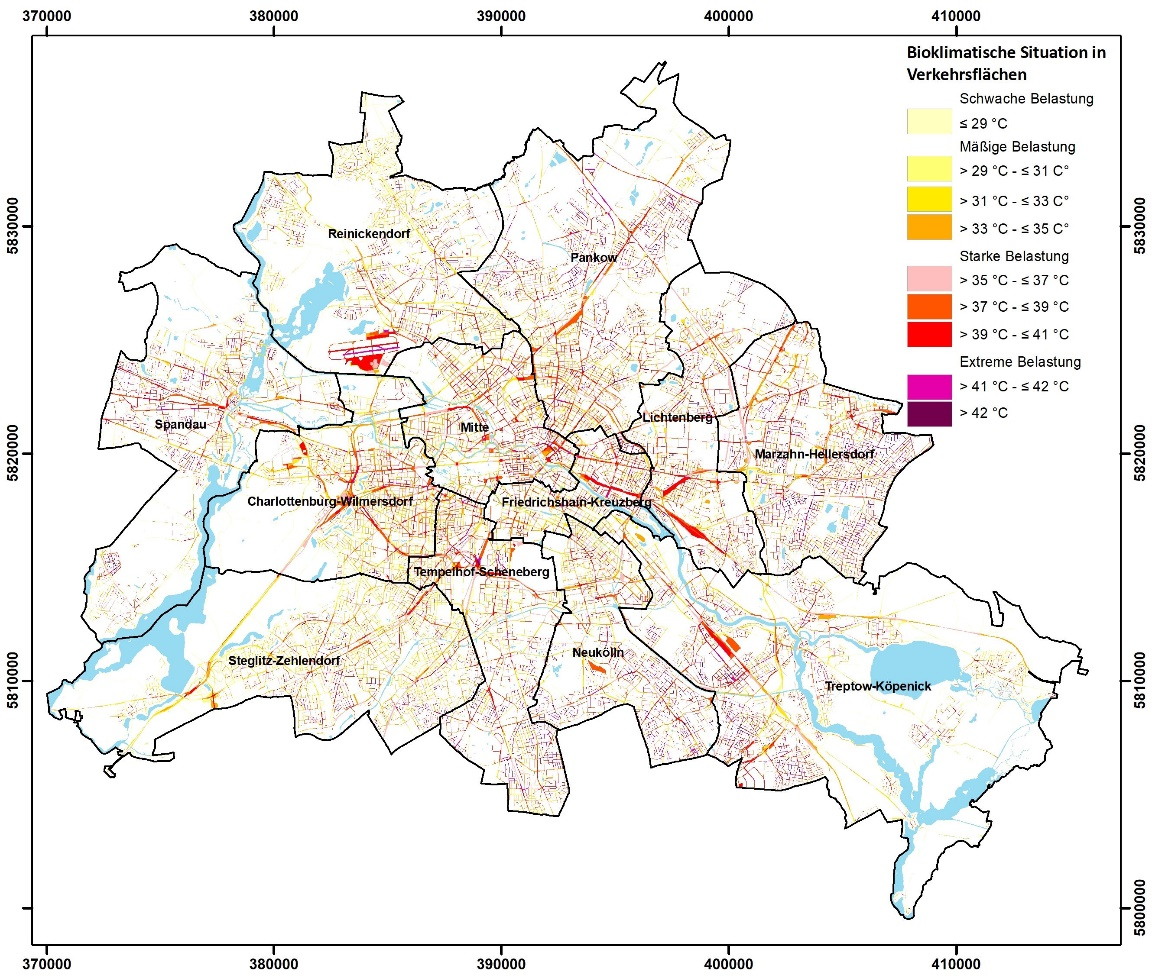 370000 380000 390000 400000 410000
Bioklimatische Situation in
Verkehrsflächen
Schwache Belastung
≤ 29 °C
Mäßige Belastung
> 29 °C - ≤ 31 C°
> 31 °C - ≤ 33 C°
> 33 °C - ≤ 35 C°
Starke Belastung
> 35 °C - ≤ 37 °C
> 37 °C - ≤ 39 °C
> 39 °C - ≤ 41 °C
Extreme Belastung
> 41 °C - ≤ 42 °C
> 42 °C
5830000 5830000
Reinickendorf
Pankow
Lichtenberg
Spandau
Mitte
5820000 5820000
Marzahn-Hellersdorf
Charlottenburg-Wilmersdorf
Friedrichshain-Kreuzberg
Tempelhof-Scheneberg
Neukölln
Steglitz-Zehlendorf
5810000 5810000
Treptow-Köpenick
5800000
370000 380000 390000 400000 410000